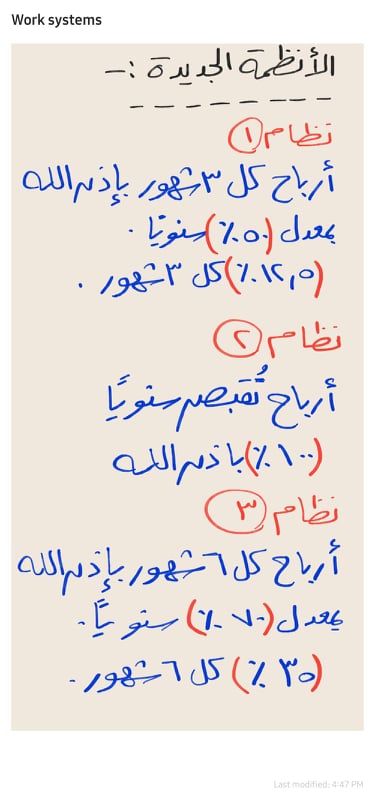 Work systems
الأنظمة الجديدة :-
نظام ١
أرباح كل ٣ شهور بإذن الله
بمعدل (٥٠٪) سنويًا .
(١٢,٥٪) كل ٣ شهور .
نظام ٢
أرباح تُقبض سنويًا
(١٠٠٪) بإذن الله
نظام ٣
أرباح كل ٦ شهور بإذن الله
بمعدل (٧٠٪) سنويًا .
(٣٥٪) كل ٦ شهور .
Last modified: 4:47 PM